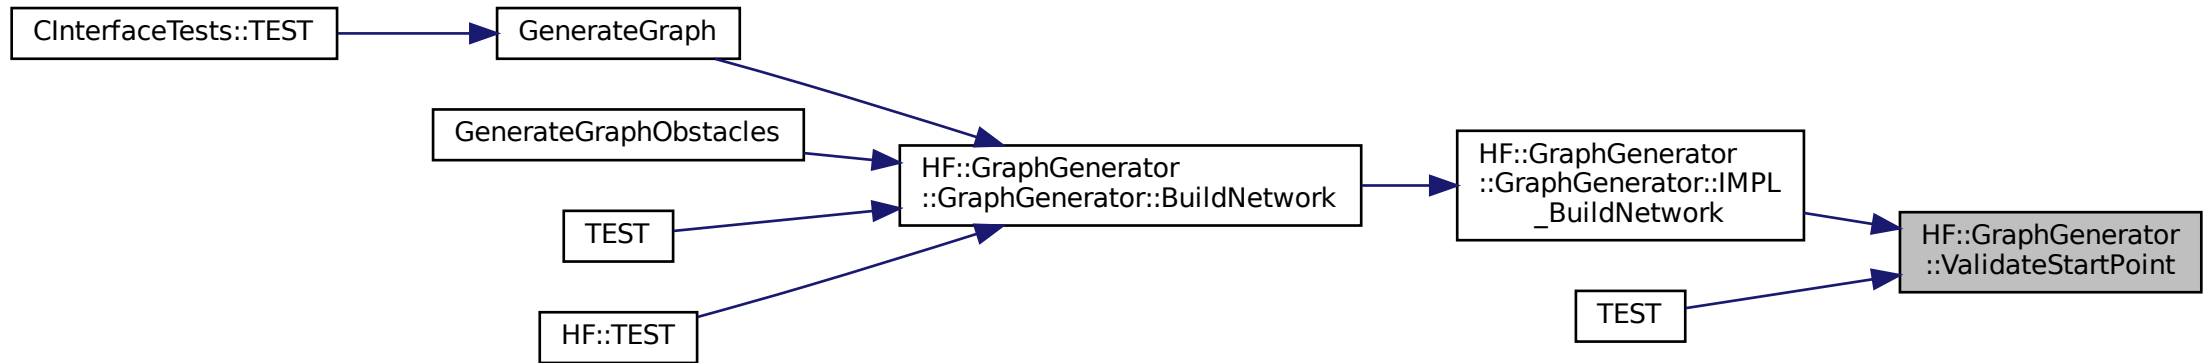 CInterfaceTests::TEST
GenerateGraph
GenerateGraphObstacles
TEST
HF::TEST
HF::GraphGenerator
::GraphGenerator::BuildNetwork
HF::GraphGenerator
::GraphGenerator::IMPL
_BuildNetwork
TEST
HF::GraphGenerator
::ValidateStartPoint